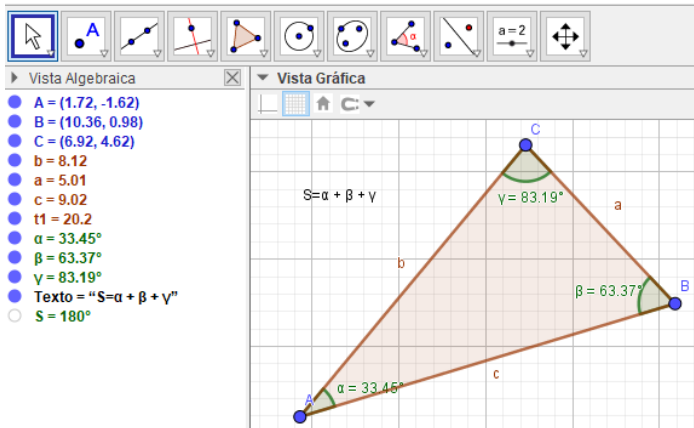 A
α
a=2
Vista Algebraica
Vista Gráfica
A = (1.72, -1.62)
B = (10.36, 0.98)
C = (6.92, 4.62)
b = 8.12
a = 5.01
c = 9.02
t1 = 20.2
α = 33.45°
β = 63.37°
γ = 83.19°
Texto = “S=α + β + γ”
S = 180°
C
S=α + β + γ
γ = 83.19°
a
b
B
β = 63.37°
c
A
α = 33.45°